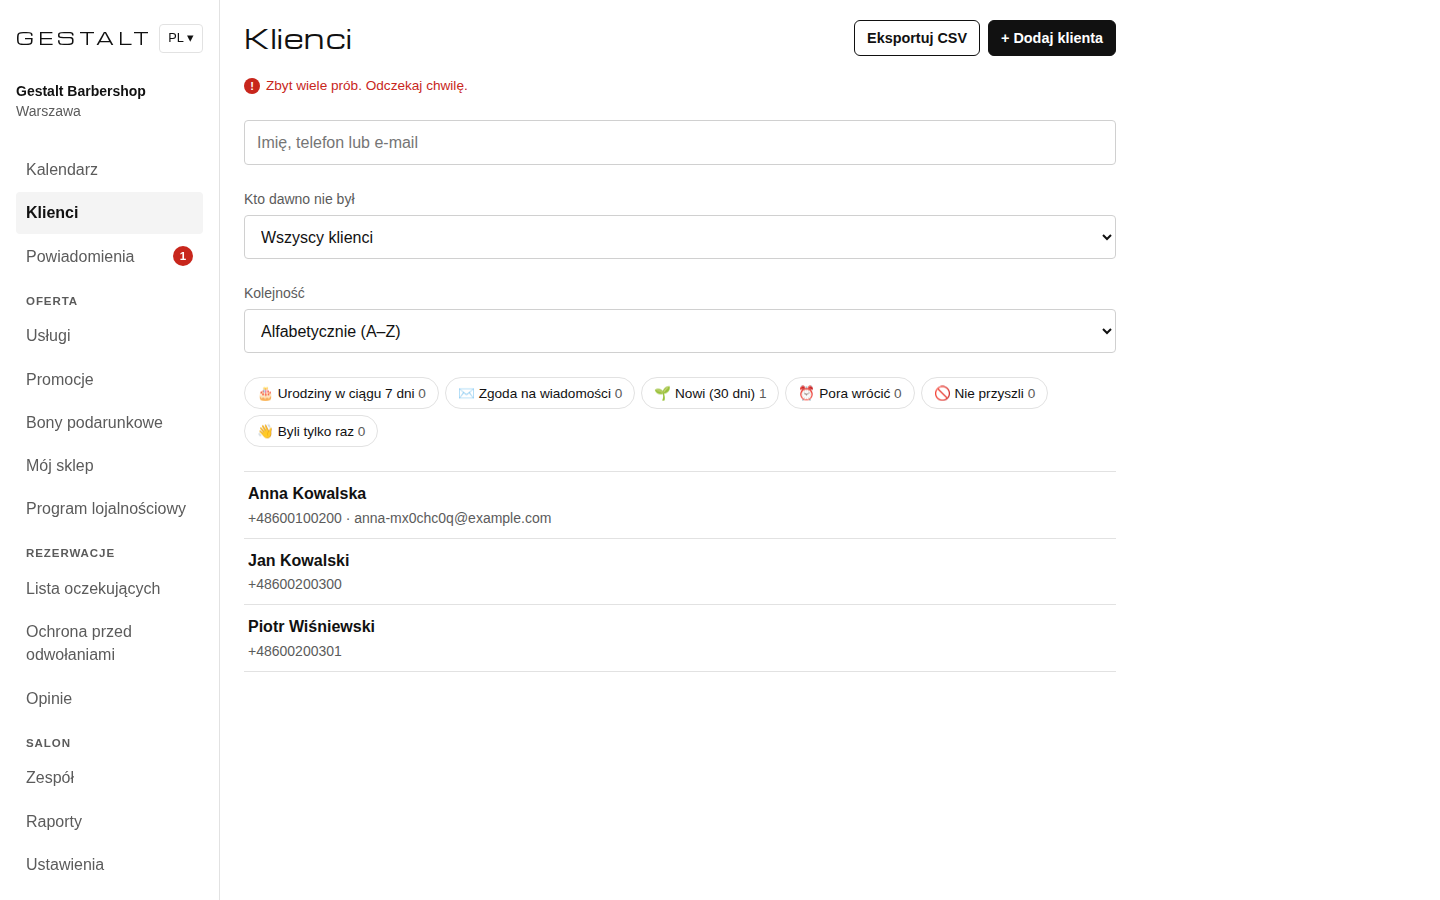 GESTALT
PL ▾
Gestalt Barbershop
Warszawa
Kalendarz
Klienci
Powiadomienia 1
OFERTA
Usługi
Promocje
Bony podarunkowe
Mój sklep
Program lojalnościowy
REZERWACJE
Lista oczekujących
Ochrona przed
odwołaniami
Opinie
SALON
Zespół
Raporty
Ustawienia
Klienci
Eksportuj CSV
+ Dodaj klienta
! Zbyt wiele prób. Odczekaj chwilę.
Imię, telefon lub e-mail
Kto dawno nie był
Wszyscy klienci
Kolejność
Alfabetycznie (A–Z)
🎂 Urodziny w ciągu 7 dni 0 ✉️ Zgoda na wiadomości 0 🌱 Nowi (30 dni) 1 ⏰ Pora wrócić 0 🚫 Nie przyszli 0
👋 Byli tylko raz 0
Anna Kowalska
+48600100200 · anna-mx0chc0q@example.com
Jan Kowalski
+48600200300
Piotr Wiśniewski
+48600200301